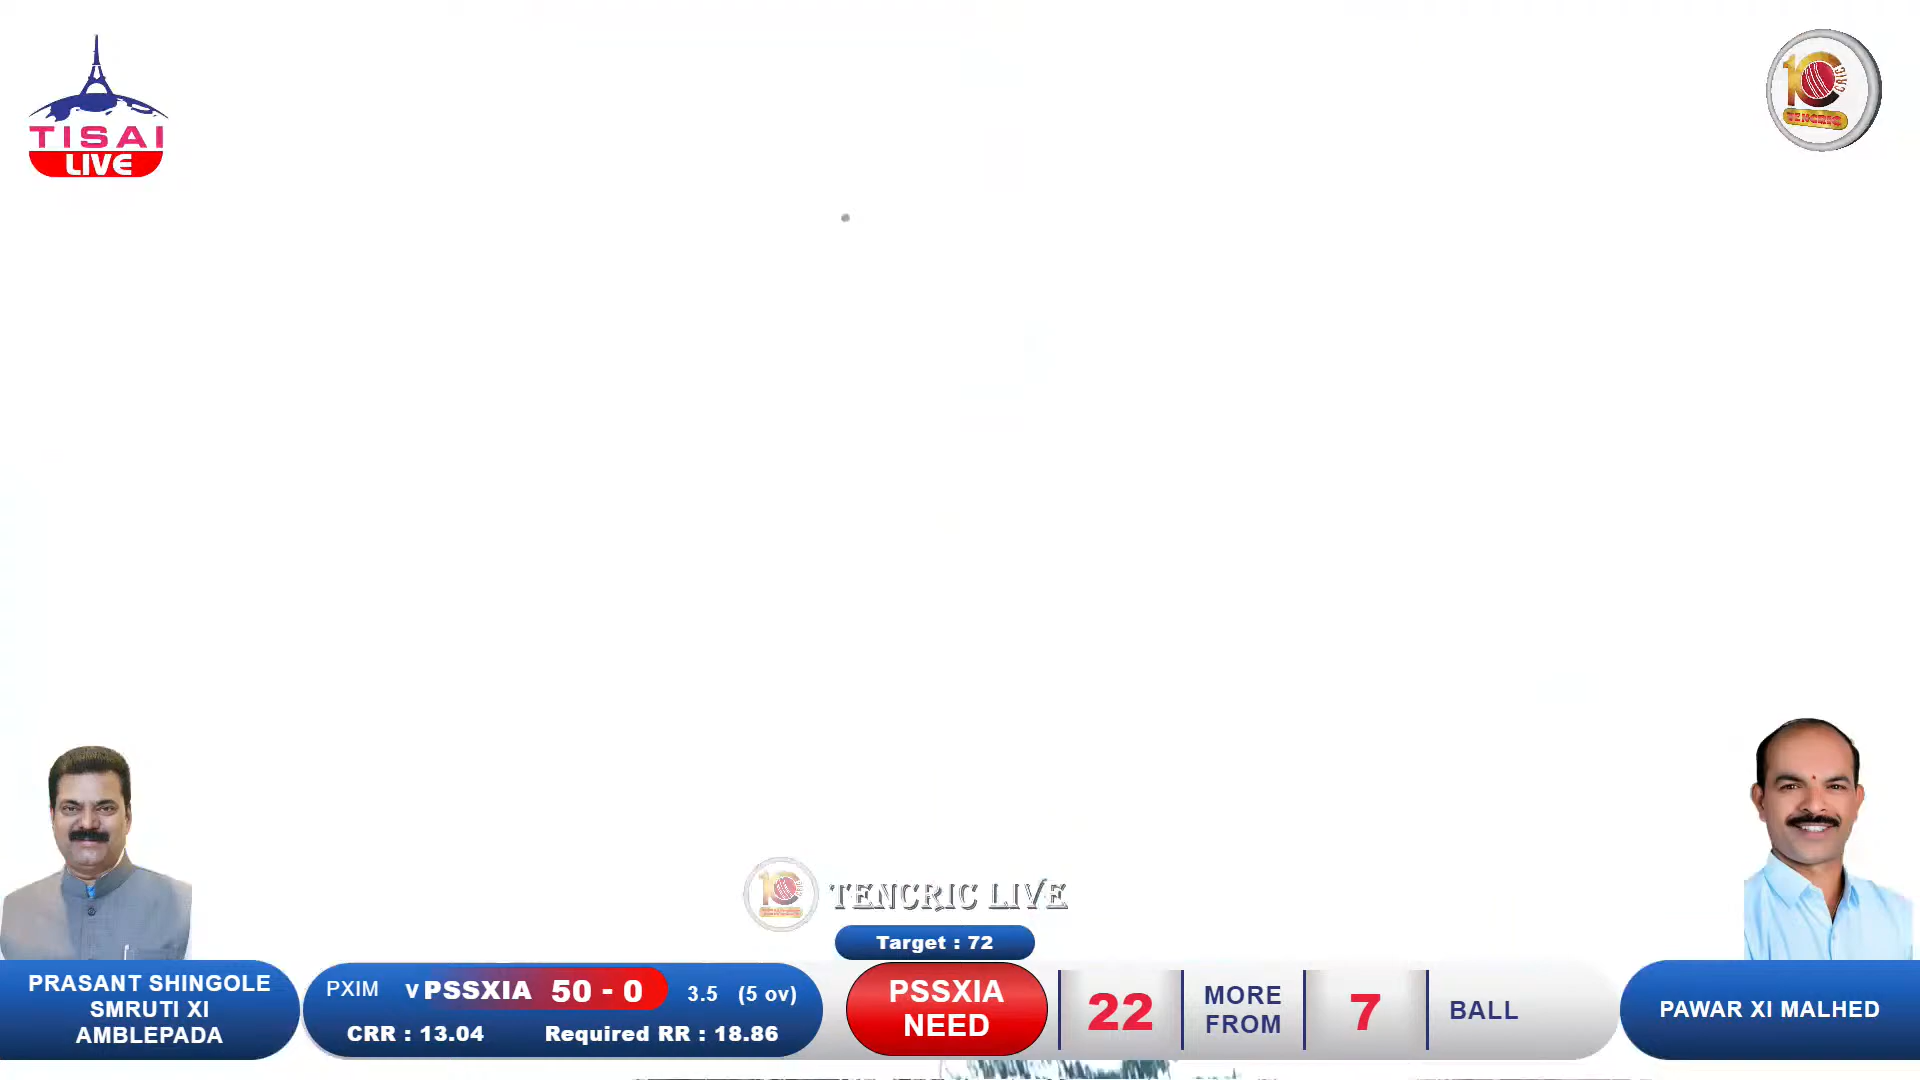 TISAI
LIVE
TENCRIC
TENCRIC LIVE
Target : 72
PRASANT SHINGOLE
SMRUTI XI
AMBLEPADA
PXIM v PSSXIA 50 - 0 3.5 (5 ov)
CRR : 13.04 Required RR : 18.86
PSSXIA
NEED
22
MORE
FROM
7
BALL
PAWAR XI MALHED